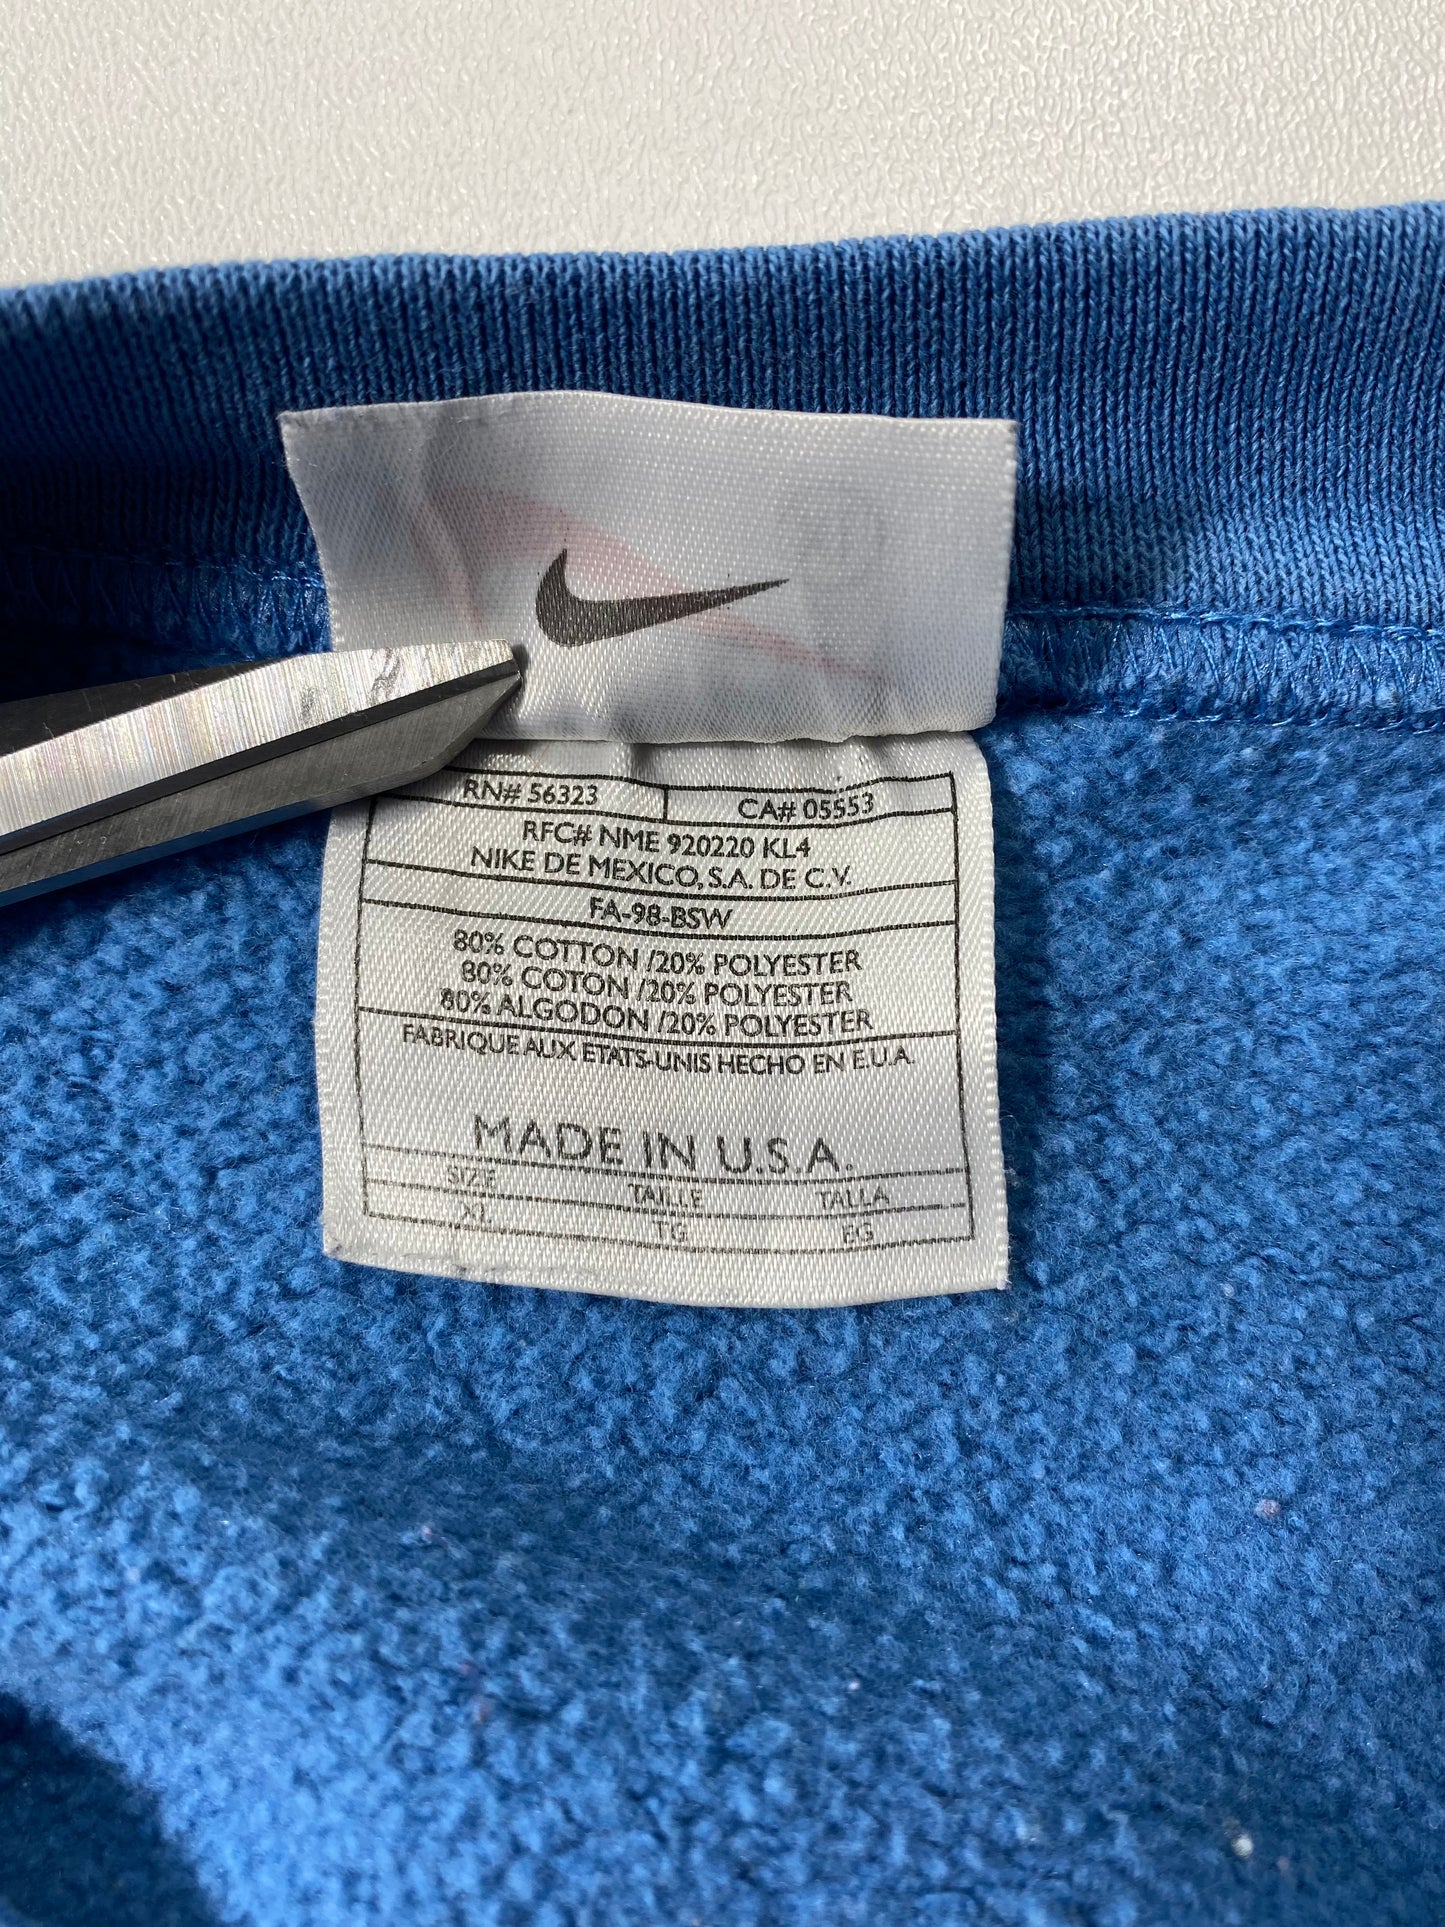 RN# 56323 CA# 05553
RFC# NME 920220 KL4
NIKE DE MEXICO, S.A. DE C.V.
FA-98-BSW
80% COTTON /20% POLYESTER
80% COTON /20% POLYESTER
80% ALGODON /20% POLYESTER
FABRIQUE AUX ETATS-UNIS HECHO EN E.U.A.
MADE IN U.S.A.
SIZE TAILLE TALLA
XL TG EG